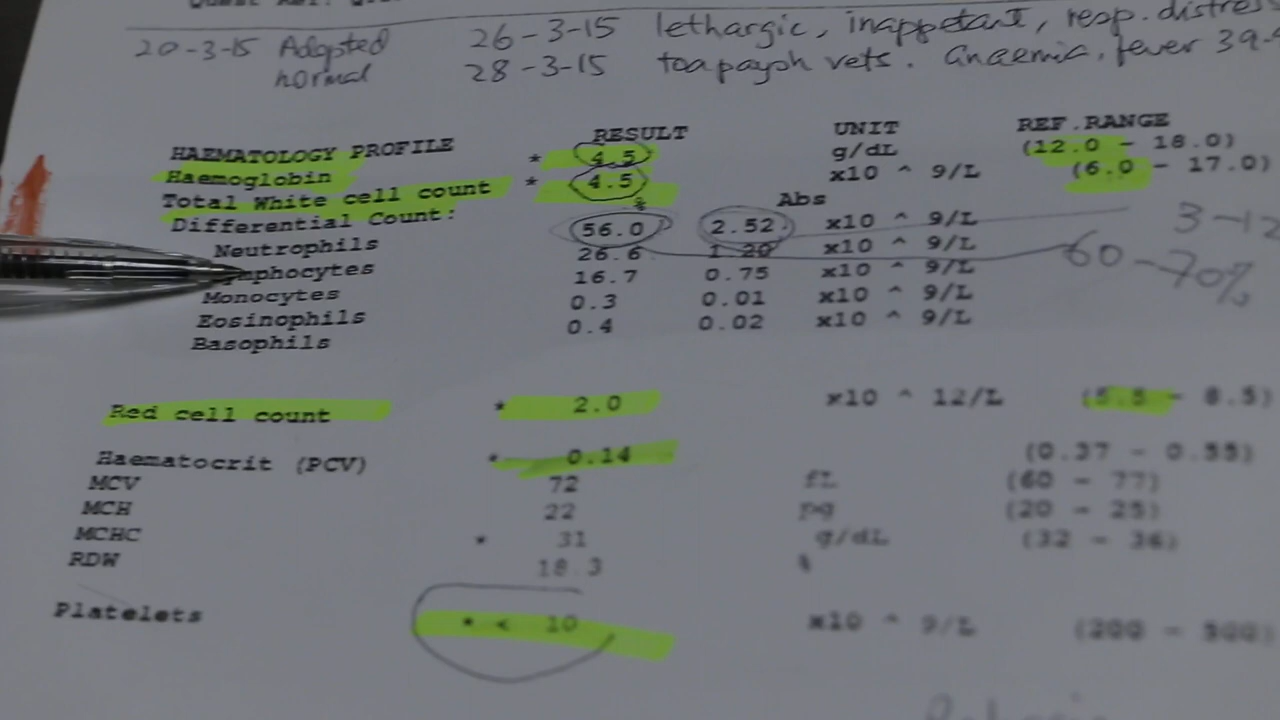 20-3-15 Adopted 26-3-15 lethargic, inappetant, resp. distress
normal 28-3-15 toapayoh vets. Anaemic, fever 39.
RESULT UNIT REF.RANGE
HAEMATOLOGY PROFILE
Haemoglobin * 4.5 g/dL (12.0 - 18.0)
Total White cell count * 4.5 x10 ^ 9/L (6.0 - 17.0)
Differential Count: % Abs
Neutrophils 56.0 2.52 x10 ^ 9/L 3-12
Lymphocytes 26.6 1.20 x10 ^ 9/L 60-70%
Monocytes 16.7 0.75 x10 ^ 9/L
Eosinophils 0.3 0.01 x10 ^ 9/L
Basophils 0.4 0.02 x10 ^ 9/L
Red cell count * 2.0 x10 ^ 12/L (5.5 - 8.5)
Haematocrit (PCV) * 0.14 (0.37 - 0.55)
MCV 72 fL (60 - 77)
MCH 22 pg (20 - 25)
MCHC * 31 g/dL (32 - 36)
RDW 18.3 %
Platelets * < 10 x10 ^ 9/L (200 - 500)